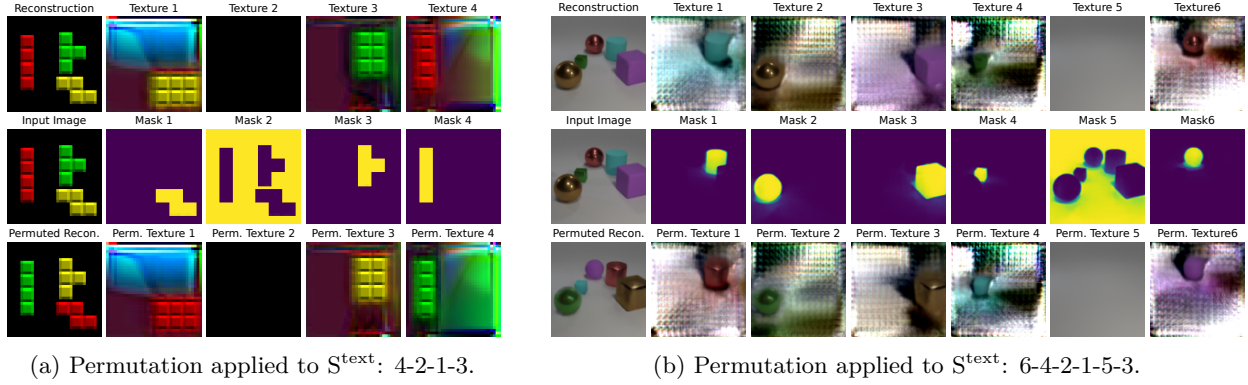 Reconstruction Texture 1 Texture 2 Texture 3 Texture 4
Input Image Mask 1 Mask 2 Mask 3 Mask 4
Permuted Recon. Perm. Texture 1 Perm. Texture 2 Perm. Texture 3 Perm. Texture 4
(a) Permutation applied to S^text: 4-2-1-3.
Reconstruction Texture 1 Texture 2 Texture 3 Texture 4 Texture 5 Texture6
Input Image Mask 1 Mask 2 Mask 3 Mask 4 Mask 5 Mask6
Permuted Recon. Perm. Texture 1 Perm. Texture 2 Perm. Texture 3 Perm. Texture 4 Perm. Texture 5 Perm. Texture6
(b) Permutation applied to S^text: 6-4-2-1-5-3.